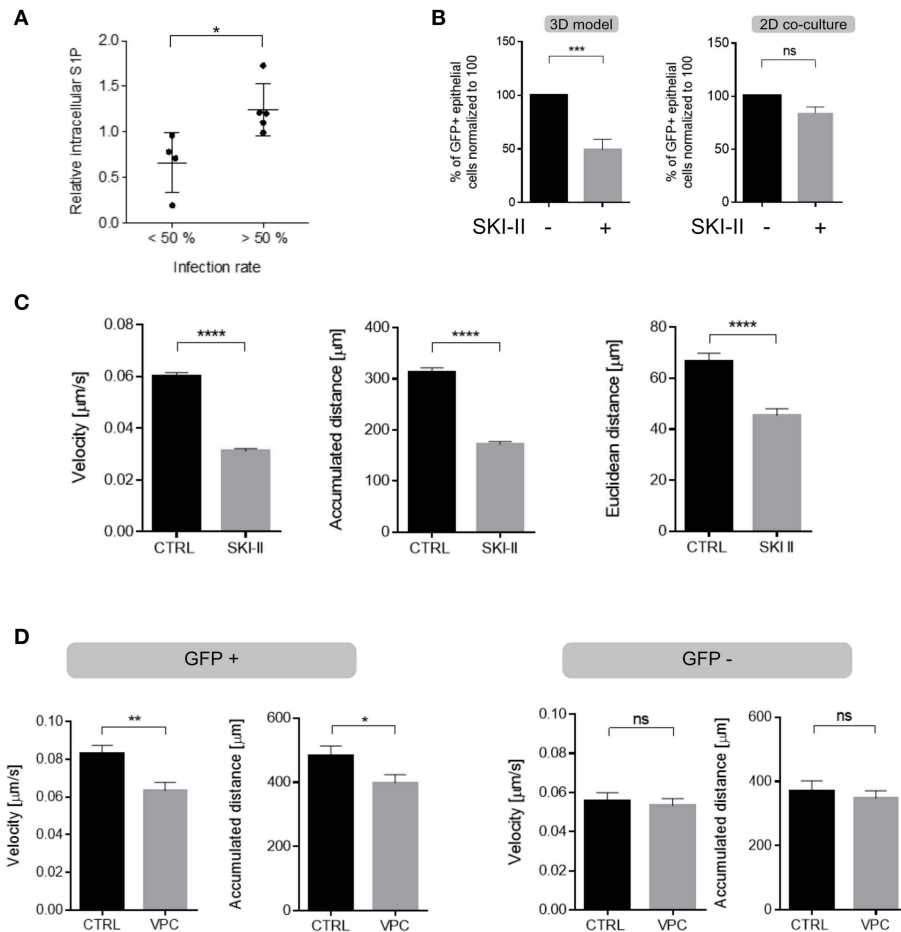 A
Relative Intracellular S1P
2.0
1.5
1.0
0.5
0.0
*
< 50 %
> 50 %
Infection rate
B
3D model
% of GFP+ epithelial
cells normalized to 100
150
100
50
0
***
SKI-II
-
+
2D co-culture
% of GFP+ epithelial
cells normalized to 100
150
100
50
0
ns
SKI-II
-
+
C
Velocity [µm/s]
0.08
0.06
0.04
0.02
0.00
****
CTRL
SKI-II
Accumulated distance [µm]
400
300
200
100
0
****
CTRL
SKI-II
Euclidean distance [µm]
80
60
40
20
0
****
CTRL
SKI II
D
GFP +
Velocity [µm/s]
0.10
0.08
0.06
0.04
0.02
0.00
**
CTRL
VPC
Accumulated distance [µm]
600
400
200
0
*
CTRL
VPC
GFP -
Velocity [µm/s]
0.10
0.08
0.06
0.04
0.02
0.00
ns
CTRL
VPC
Accumulated distance [µm]
600
400
200
0
ns
CTRL
VPC